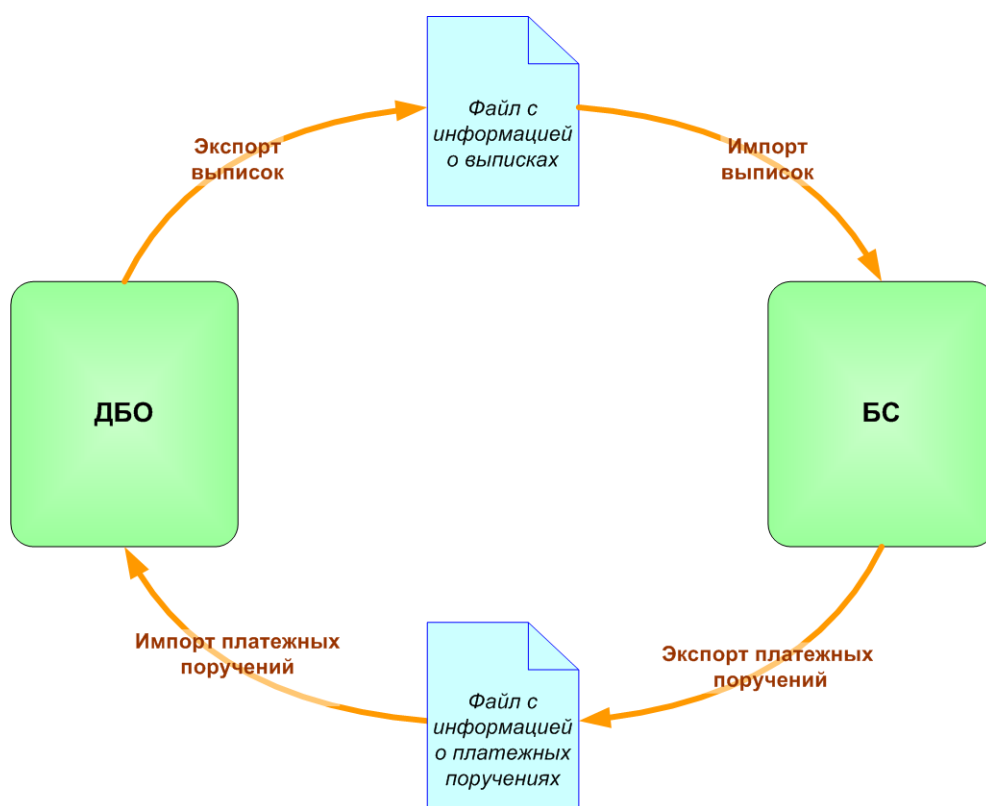 Файл с
информацией
о выписках
Экспорт
выписок
Импорт
выписок
ДБО
БС
Импорт платежных
поручений
Экспорт платежных
поручений
Файл с
информацией
о платежных
поручениях